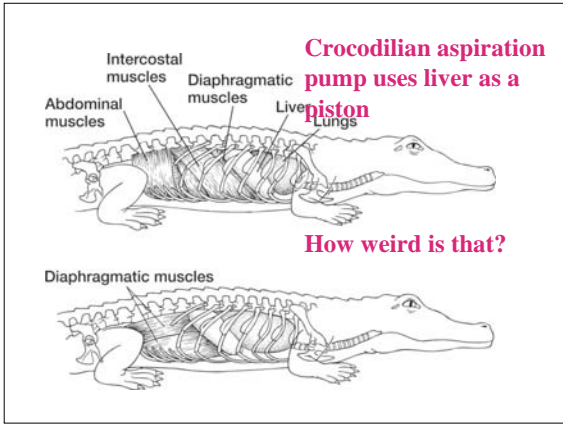 Crocodilian aspiration
pump uses liver as a
piston
Intercostal
muscles
Diaphragmatic
muscles
Abdominal
muscles
Liver
Lungs
How weird is that?
Diaphragmatic muscles